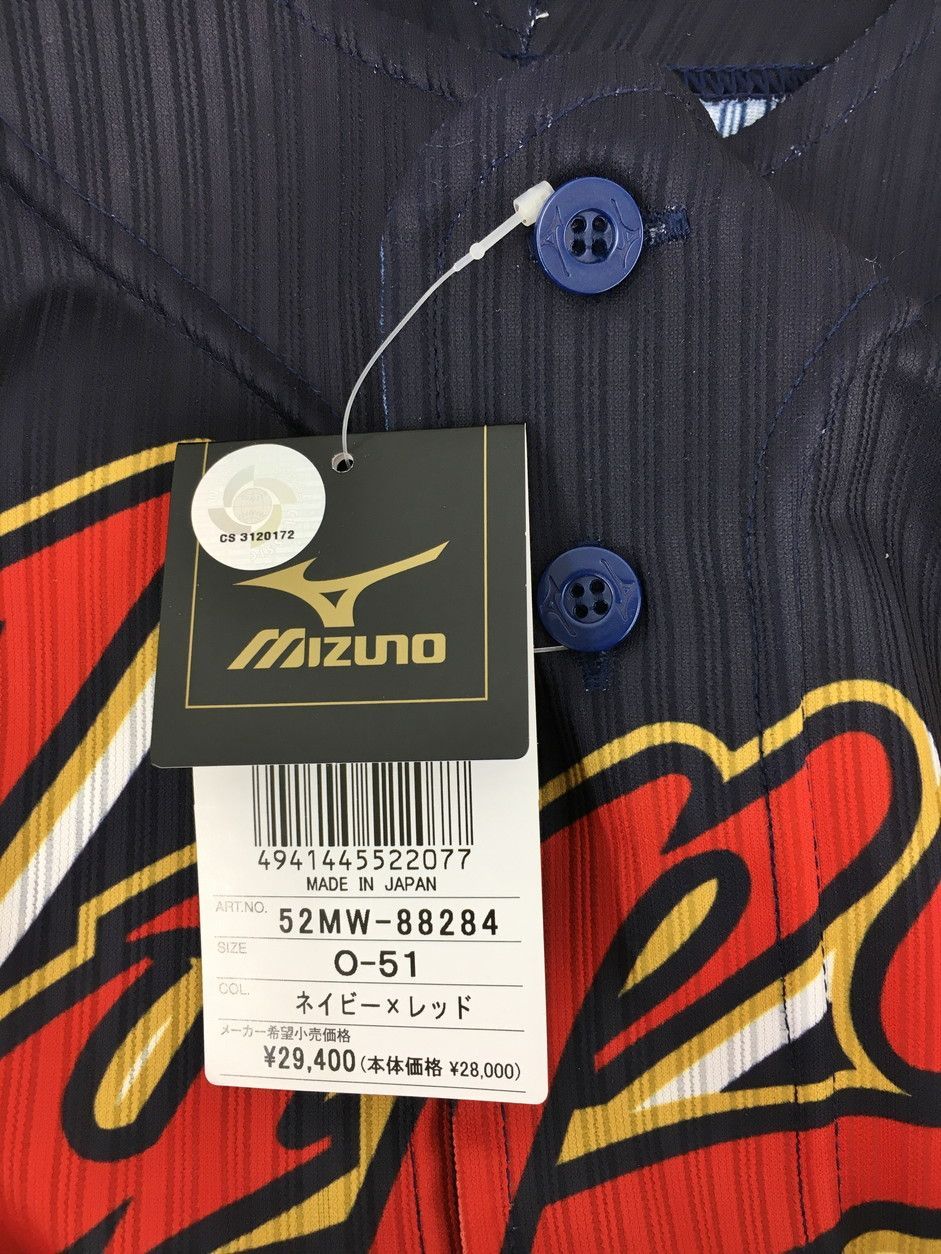 CS 3120172
MIZUNO
4941445522077
MADE IN JAPAN
ART.NO. 52MW-88284
SIZE O-51
COL. ネイビー×レッド
メーカー希望小売価格
¥29,400 (本体価格 ¥28,000)